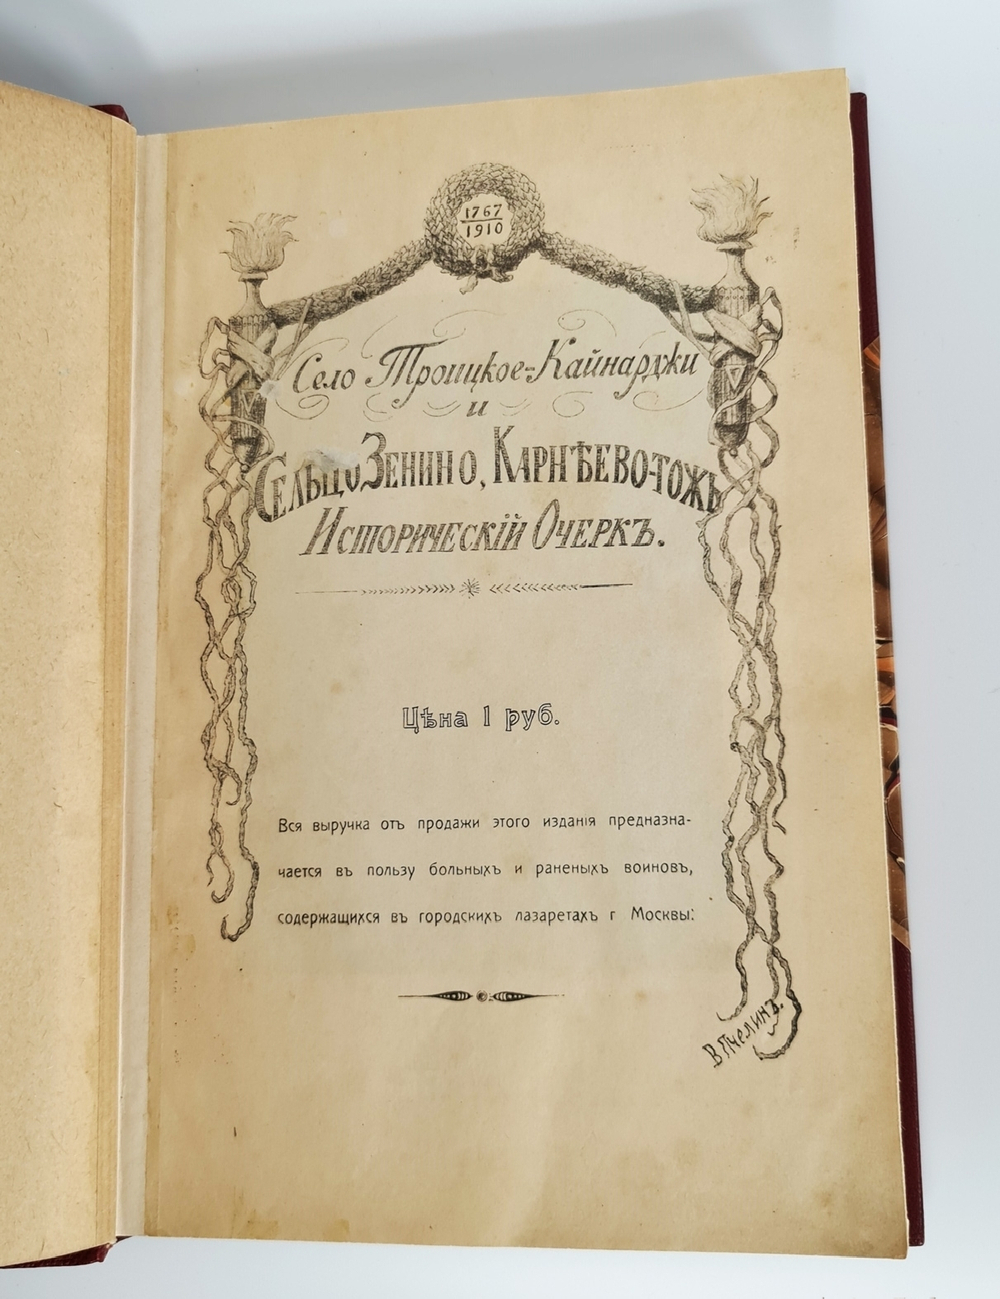 1767
1910
Село Троицкое-Кайнарджи
и
Сельцо Зенино, Карнѣево-тожъ
Историческій Очеркъ.
Цѣна 1 руб.
Вся выручка отъ продажи этого изданія предназна-
чается въ пользу больныхъ и раненыхъ воиновъ,
содержащихся въ городскихъ лазаретахъ г Москвы:
В Пчелинъ.